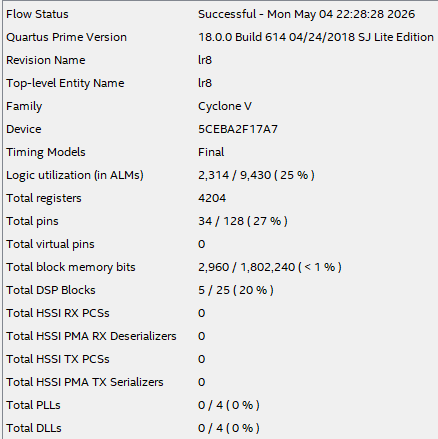 Flow Status Successful - Mon May 04 22:28:28 2026
Quartus Prime Version 18.0.0 Build 614 04/24/2018 SJ Lite Edition
Revision Name lr8
Top-level Entity Name lr8
Family Cyclone V
Device 5CEBA2F17A7
Timing Models Final
Logic utilization (in ALMs) 2,314 / 9,430 ( 25 % )
Total registers 4204
Total pins 34 / 128 ( 27 % )
Total virtual pins 0
Total block memory bits 2,960 / 1,802,240 ( < 1 % )
Total DSP Blocks 5 / 25 ( 20 % )
Total HSSI RX PCSs 0
Total HSSI PMA RX Deserializers 0
Total HSSI TX PCSs 0
Total HSSI PMA TX Serializers 0
Total PLLs 0 / 4 ( 0 % )
Total DLLs 0 / 4 ( 0 % )